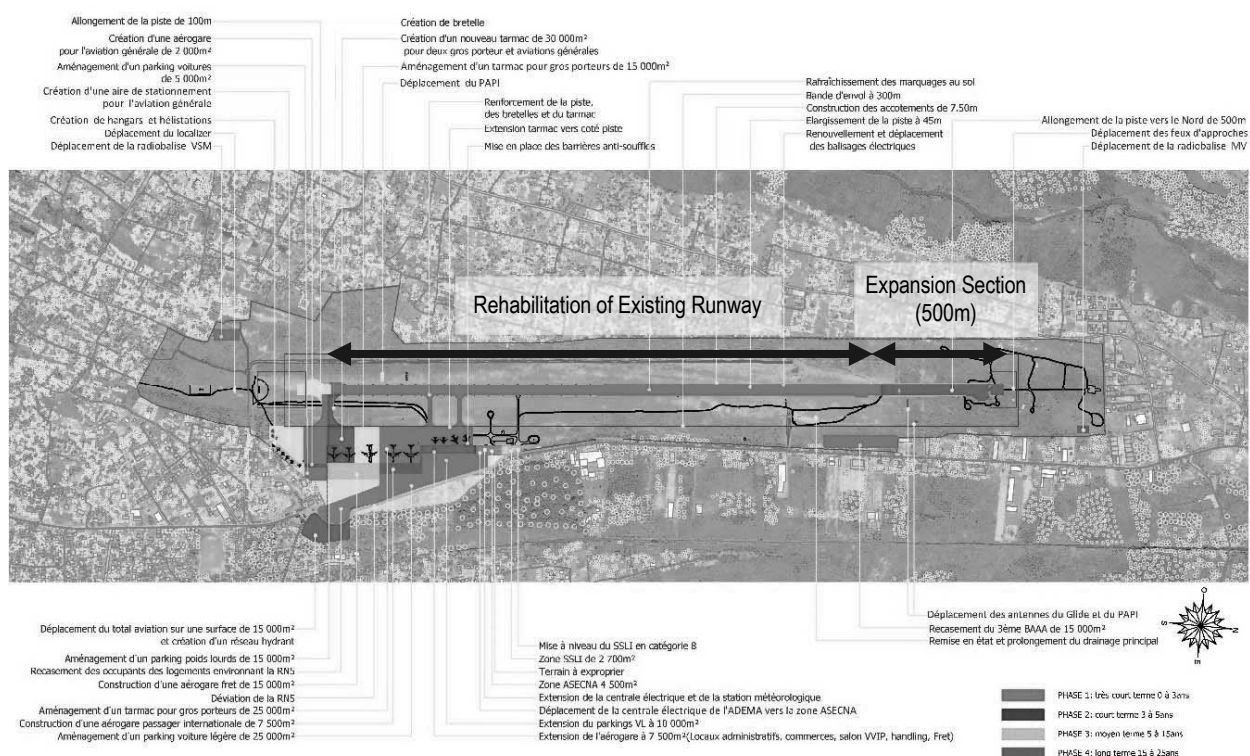 Allongement de la piste de 100m
Création d'une aérogare
pour l'aviation générale de 2 000m²
Aménagement d'un parking voitures
de 5 000m²
Création d'une aire de stationnement
pour l'aviation générale
Création de hangars et hélistations
Déplacement du localizer
Déplacement de la radiobalise VSM
Création de bretelle
Création d'un nouveau tarmac de 30 000m²
pour deux gros porteur et aviations générales
Aménagement d'un tarmac pour gros porteurs de 15 000m²
Déplacement du PAPI
Renforcement de la piste,
des bretelles et du tarmac
Extension tarmac vers coté piste
Mise en place des barrières anti-souffles
Rafraîchissement des marquages au sol
Bande d'envol à 300m
Construction des accotements de 7.50m
Elargissement de la piste à 45m
Renouvellement et déplacement
des balisages électriques
Allongement de la piste vers le Nord de 500m
Déplacement des feux d'approches
Déplacement de la radiobalise MV
Rehabilitation of Existing Runway
Expansion Section
(500m)
Déplacement du total aviation sur une surface de 15 000m²
et création d'un réseau hydrant
Aménagement d'un parking poids lourds de 15 000m²
Recasement des occupants des logements environnant la RN5
Construction d'une aérogare fret de 15 000m²
Déviation de la RN5
Aménagement d'un tarmac pour gros porteurs de 25 000m²
Construction d'une aérogare passager internationale de 7 500m²
Aménagement d'un parking voiture légère de 25 000m²
Mise à niveau du SSLI en catégorie 8
Zone SSLI de 2 700m²
Terrain à exproprier
Zone ASECNA 4 500m²
Extension de la centrale électrique et de la station météorologique
Déplacement de la centrale électrique de l'ADEMA vers la zone ASECNA
Extension du parkings VL à 10 000m²
Extension de l'aérogare à 7 500m²(Locaux administratifs, commerces, salon VVIP, handling, Fret)
Déplacement des antennes du Glide et du PAPI
Recasement du 3ème BAAA de 15 000m²
Remise en état et prolongement du drainage principal
PHASE 1: très court terme 0 à 3ans
PHASE 2: court terme 3 à 5ans
PHASE 3: moyen terme 5 à 15ans
PHASE 4: long terme 15 à 25ans